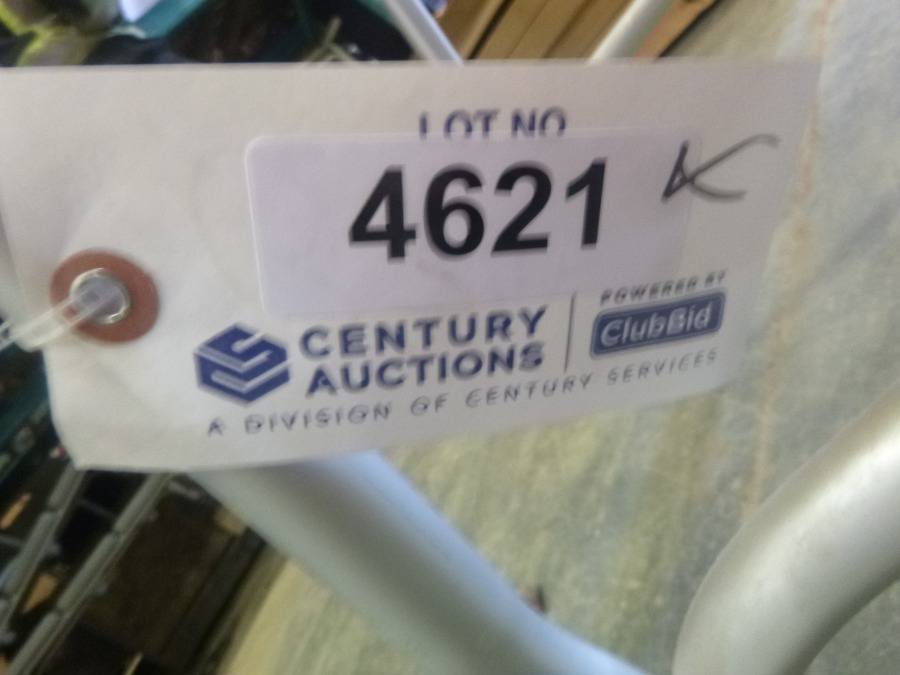 LOT NO
4621 K
CENTURY
AUCTIONS
POWERED BY
ClubBid
A DIVISION OF CENTURY SERVICES